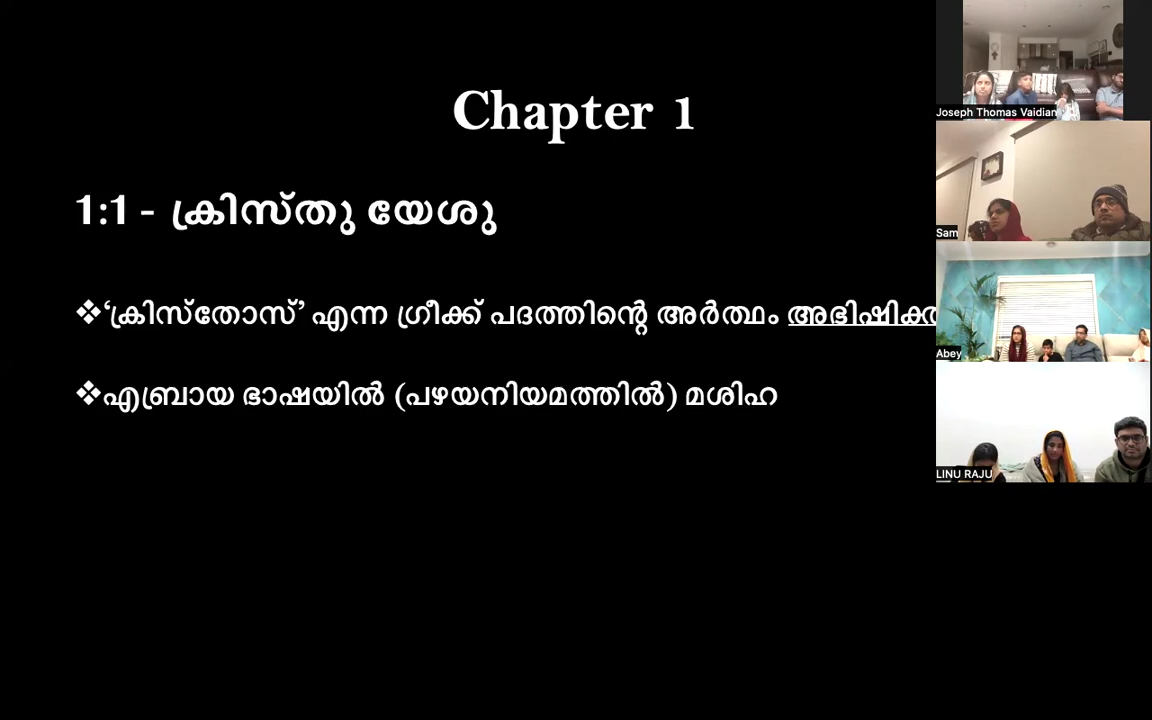 Chapter 1
1:1 - ക്രിസ്തു യേശു
❖‘ക്രിസ്തോസ്’ എന്ന ഗ്രീക്ക് പദത്തിന്റെ അർത്ഥം
❖എബ്രായ ഭാഷയിൽ (പഴയനിയമത്തിൽ) മശിഹ
Joseph Thomas Vaidian
Sam
Abey
LINU RAJU